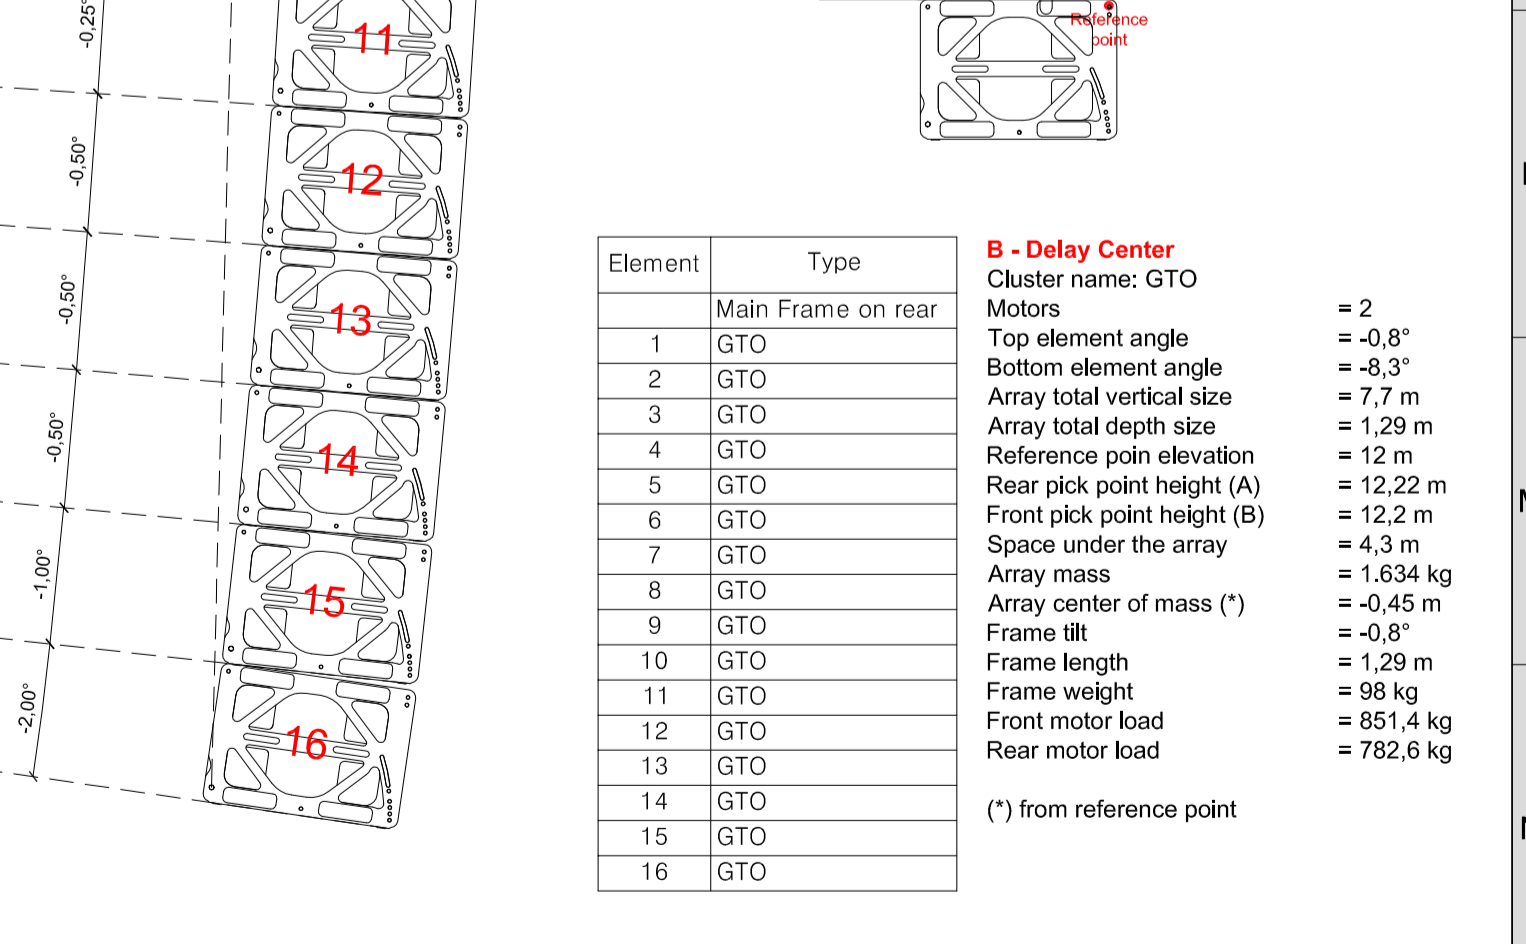 -0,25°
11
-0,50°
12
-0,50°
13
-0,50°
14
-1,00°
15
-2,00°
16
Reference
point
Element Type
Main Frame on rear
1 GTO
2 GTO
3 GTO
4 GTO
5 GTO
6 GTO
7 GTO
8 GTO
9 GTO
10 GTO
11 GTO
12 GTO
13 GTO
14 GTO
15 GTO
16 GTO
B - Delay Center
Cluster name: GTO
Motors = 2
Top element angle = -0,8°
Bottom element angle = -8,3°
Array total vertical size = 7,7 m
Array total depth size = 1,29 m
Reference poin elevation = 12 m
Rear pick point height (A) = 12,22 m
Front pick point height (B) = 12,2 m
Space under the array = 4,3 m
Array mass = 1.634 kg
Array center of mass (*) = -0,45 m
Frame tilt = -0,8°
Frame length = 1,29 m
Frame weight = 98 kg
Front motor load = 851,4 kg
Rear motor load = 782,6 kg
(*) from reference point